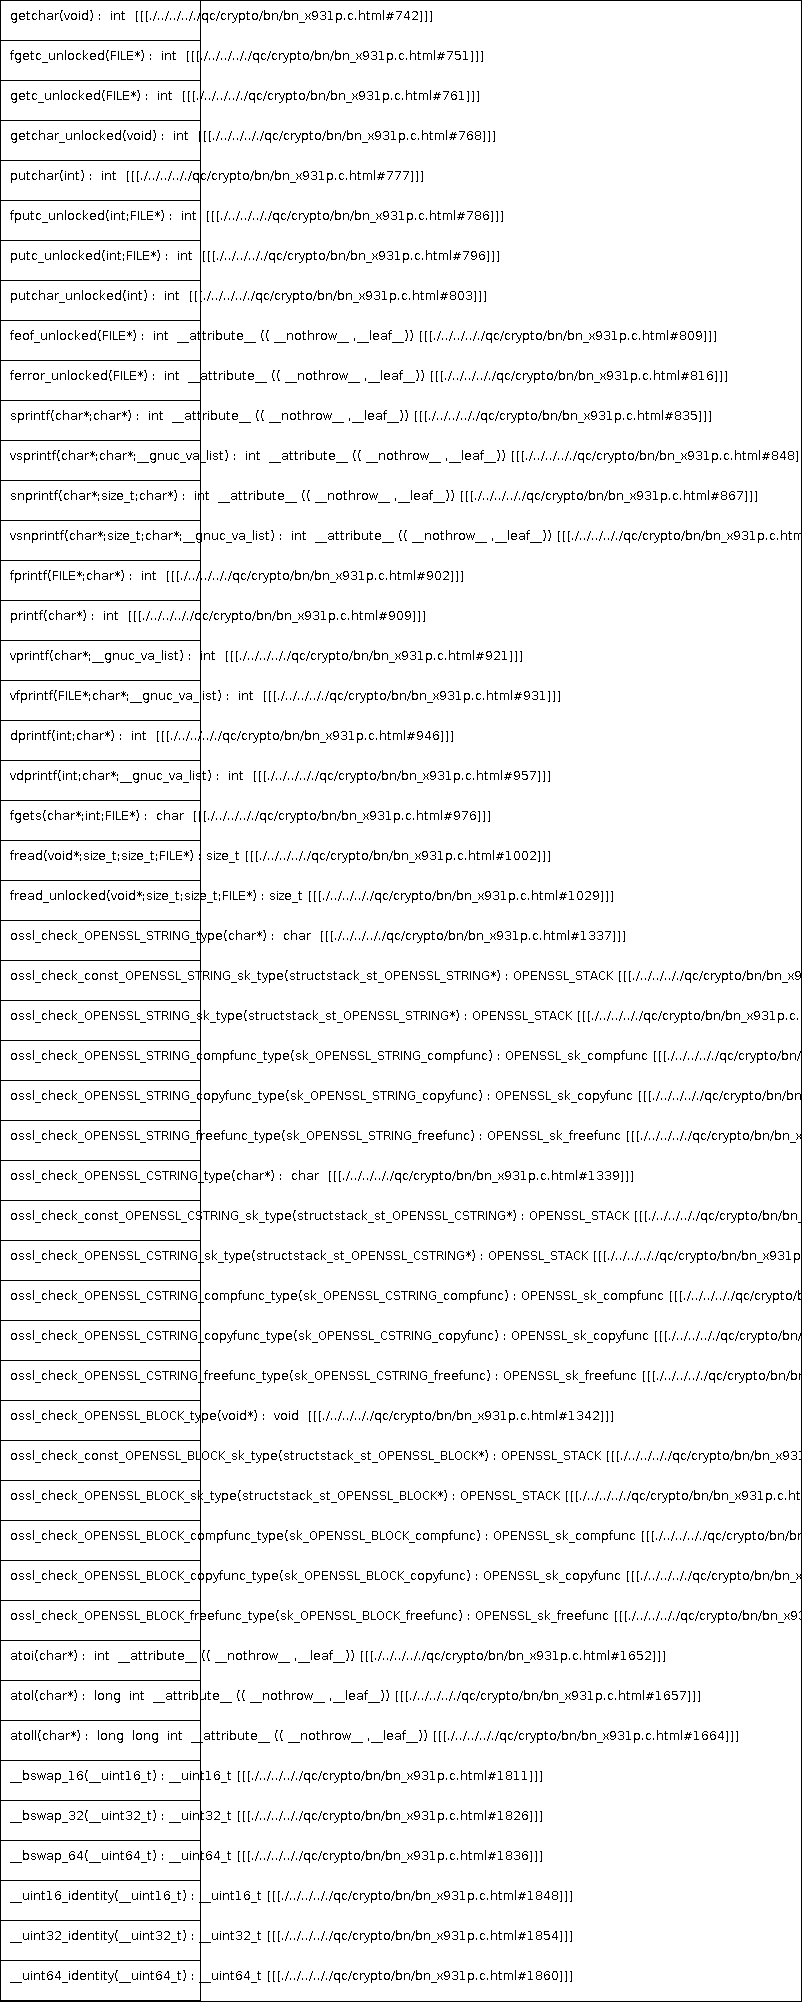 getchar(void) :  int  [[[./../../../qc/crypto/bn/bn_x931p.c.html#742]]]
fgetc_unlocked(FILE*) :  int  [[[./../../../qc/crypto/bn/bn_x931p.c.html#751]]]
getc_unlocked(FILE*) :  int  [[[./../../../qc/crypto/bn/bn_x931p.c.html#761]]]
getchar_unlocked(void) :  int  [[[./../../../qc/crypto/bn/bn_x931p.c.html#768]]]
putchar(int) :  int  [[[./../../../qc/crypto/bn/bn_x931p.c.html#777]]]
fputc_unlocked(int;FILE*) :  int  [[[./../../../qc/crypto/bn/bn_x931p.c.html#786]]]
putc_unlocked(int;FILE*) :  int  [[[./../../../qc/crypto/bn/bn_x931p.c.html#796]]]
putchar_unlocked(int) :  int  [[[./../../../qc/crypto/bn/bn_x931p.c.html#803]]]
feof_unlocked(FILE*) :  int  __attribute__ (( __nothrow__ ,__leaf__)) [[[./../../../qc/crypto/bn/bn_x931p.c.html#809]]]
ferror_unlocked(FILE*) :  int  __attribute__ (( __nothrow__ ,__leaf__)) [[[./../../../qc/crypto/bn/bn_x931p.c.html#816]]]
sprintf(char*;char*) :  int  __attribute__ (( __nothrow__ ,__leaf__)) [[[./../../../qc/crypto/bn/bn_x931p.c.html#835]]]
vsprintf(char*;char*;__gnuc_va_list) :  int  __attribute__ (( __nothrow__ ,__leaf__)) [[[./../../../qc/crypto/bn/bn_x931p.c.html#848]
snprintf(char*;size_t;char*) :  int  __attribute__ (( __nothrow__ ,__leaf__)) [[[./../../../qc/crypto/bn/bn_x931p.c.html#867]]]
vsnprintf(char*;size_t;char*;__gnuc_va_list) :  int  __attribute__ (( __nothrow__ ,__leaf__)) [[[./../../../qc/crypto/bn/bn_x931p.c.htm
fprintf(FILE*;char*) :  int  [[[./../../../qc/crypto/bn/bn_x931p.c.html#902]]]
printf(char*) :  int  [[[./../../../qc/crypto/bn/bn_x931p.c.html#909]]]
vprintf(char*;__gnuc_va_list) :  int  [[[./../../../qc/crypto/bn/bn_x931p.c.html#921]]]
vfprintf(FILE*;char*;__gnuc_va_list) :  int  [[[./../../../qc/crypto/bn/bn_x931p.c.html#931]]]
dprintf(int;char*) :  int  [[[./../../../qc/crypto/bn/bn_x931p.c.html#946]]]
vdprintf(int;char*;__gnuc_va_list) :  int  [[[./../../../qc/crypto/bn/bn_x931p.c.html#957]]]
fgets(char*;int;FILE*) :  char  [[[./../../../qc/crypto/bn/bn_x931p.c.html#976]]]
fread(void*;size_t;size_t;FILE*) : size_t [[[./../../../qc/crypto/bn/bn_x931p.c.html#1002]]]
fread_unlocked(void*;size_t;size_t;FILE*) : size_t [[[./../../../qc/crypto/bn/bn_x931p.c.html#1029]]]
ossl_check_OPENSSL_STRING_type(char*) :  char  [[[./../../../qc/crypto/bn/bn_x931p.c.html#1337]]]
ossl_check_const_OPENSSL_STRING_sk_type(structstack_st_OPENSSL_STRING*) : OPENSSL_STACK [[[./../../../qc/crypto/bn/bn_x9
ossl_check_OPENSSL_STRING_sk_type(structstack_st_OPENSSL_STRING*) : OPENSSL_STACK [[[./../../../qc/crypto/bn/bn_x931p.c.
ossl_check_OPENSSL_STRING_compfunc_type(sk_OPENSSL_STRING_compfunc) : OPENSSL_sk_compfunc [[[./../../../qc/crypto/bn/
ossl_check_OPENSSL_STRING_copyfunc_type(sk_OPENSSL_STRING_copyfunc) : OPENSSL_sk_copyfunc [[[./../../../qc/crypto/bn/bn
ossl_check_OPENSSL_STRING_freefunc_type(sk_OPENSSL_STRING_freefunc) : OPENSSL_sk_freefunc [[[./../../../qc/crypto/bn/bn_x
ossl_check_OPENSSL_CSTRING_type(char*) :  char  [[[./../../../qc/crypto/bn/bn_x931p.c.html#1339]]]
ossl_check_const_OPENSSL_CSTRING_sk_type(structstack_st_OPENSSL_CSTRING*) : OPENSSL_STACK [[[./../../../qc/crypto/bn/bn_
ossl_check_OPENSSL_CSTRING_sk_type(structstack_st_OPENSSL_CSTRING*) : OPENSSL_STACK [[[./../../../qc/crypto/bn/bn_x931p
ossl_check_OPENSSL_CSTRING_compfunc_type(sk_OPENSSL_CSTRING_compfunc) : OPENSSL_sk_compfunc [[[./../../../qc/crypto/b
ossl_check_OPENSSL_CSTRING_copyfunc_type(sk_OPENSSL_CSTRING_copyfunc) : OPENSSL_sk_copyfunc [[[./../../../qc/crypto/bn/
ossl_check_OPENSSL_CSTRING_freefunc_type(sk_OPENSSL_CSTRING_freefunc) : OPENSSL_sk_freefunc [[[./../../../qc/crypto/bn/bn
ossl_check_OPENSSL_BLOCK_type(void*) :  void  [[[./../../../qc/crypto/bn/bn_x931p.c.html#1342]]]
ossl_check_const_OPENSSL_BLOCK_sk_type(structstack_st_OPENSSL_BLOCK*) : OPENSSL_STACK [[[./../../../qc/crypto/bn/bn_x931
ossl_check_OPENSSL_BLOCK_sk_type(structstack_st_OPENSSL_BLOCK*) : OPENSSL_STACK [[[./../../../qc/crypto/bn/bn_x931p.c.ht
ossl_check_OPENSSL_BLOCK_compfunc_type(sk_OPENSSL_BLOCK_compfunc) : OPENSSL_sk_compfunc [[[./../../../qc/crypto/bn/bn
ossl_check_OPENSSL_BLOCK_copyfunc_type(sk_OPENSSL_BLOCK_copyfunc) : OPENSSL_sk_copyfunc [[[./../../../qc/crypto/bn/bn_x
ossl_check_OPENSSL_BLOCK_freefunc_type(sk_OPENSSL_BLOCK_freefunc) : OPENSSL_sk_freefunc [[[./../../../qc/crypto/bn/bn_x93
atoi(char*) :  int  __attribute__ (( __nothrow__ ,__leaf__)) [[[./../../../qc/crypto/bn/bn_x931p.c.html#1652]]]
atol(char*) :  long  int  __attribute__ (( __nothrow__ ,__leaf__)) [[[./../../../qc/crypto/bn/bn_x931p.c.html#1657]]]
atoll(char*) :  long  long  int  __attribute__ (( __nothrow__ ,__leaf__)) [[[./../../../qc/crypto/bn/bn_x931p.c.html#1664]]]
__bswap_16(__uint16_t) : __uint16_t [[[./../../../qc/crypto/bn/bn_x931p.c.html#1811]]]
__bswap_32(__uint32_t) : __uint32_t [[[./../../../qc/crypto/bn/bn_x931p.c.html#1826]]]
__bswap_64(__uint64_t) : __uint64_t [[[./../../../qc/crypto/bn/bn_x931p.c.html#1836]]]
__uint16_identity(__uint16_t) : __uint16_t [[[./../../../qc/crypto/bn/bn_x931p.c.html#1848]]]
__uint32_identity(__uint32_t) : __uint32_t [[[./../../../qc/crypto/bn/bn_x931p.c.html#1854]]]
__uint64_identity(__uint64_t) : __uint64_t [[[./../../../qc/crypto/bn/bn_x931p.c.html#1860]]]